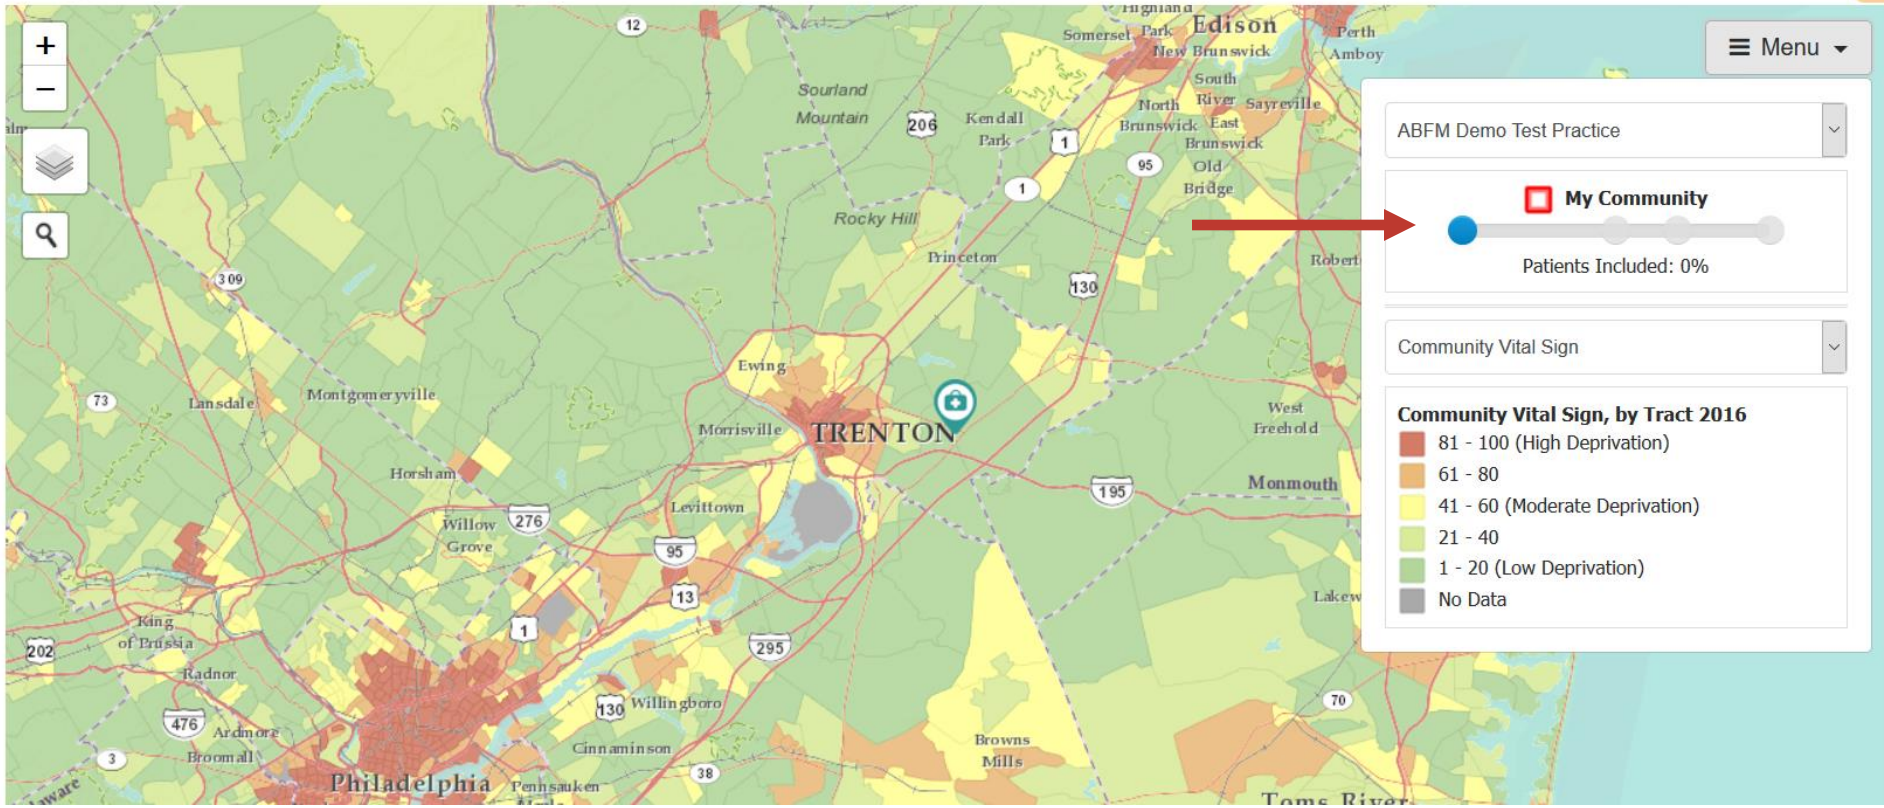 Highland
Park
Edison
Somerset
New Brunswick
Perth
Amboy
12
+
−
☰ Menu
ABFM Demo Test Practice
My Community
Patients Included: 0%
Community Vital Sign
Community Vital Sign, by Tract 2016
81 - 100 (High Deprivation)
61 - 80
41 - 60 (Moderate Deprivation)
21 - 40
1 - 20 (Low Deprivation)
No Data
Sourland
Mountain
206
Kendall
Park
1
South
River
Sayreville
North
Brunswick
East
Brunswick
95
Old
Bridge
1
Rocky Hill
Princeton
Robert
130
309
Ewing
73
Lansdale
Montgomeryville
Morrisville
TRENTON
West
Freehold
Horsham
195
Monmouth
Levittown
Willow
Grove
276
95
13
Lakew
King
of Prussia
202
1
295
Radnor
130
Willingboro
70
476
Ardmore
3
Broomall
Cinnaminson
38
Browns
Mills
Philadelphia
Pennsauken
Toms River